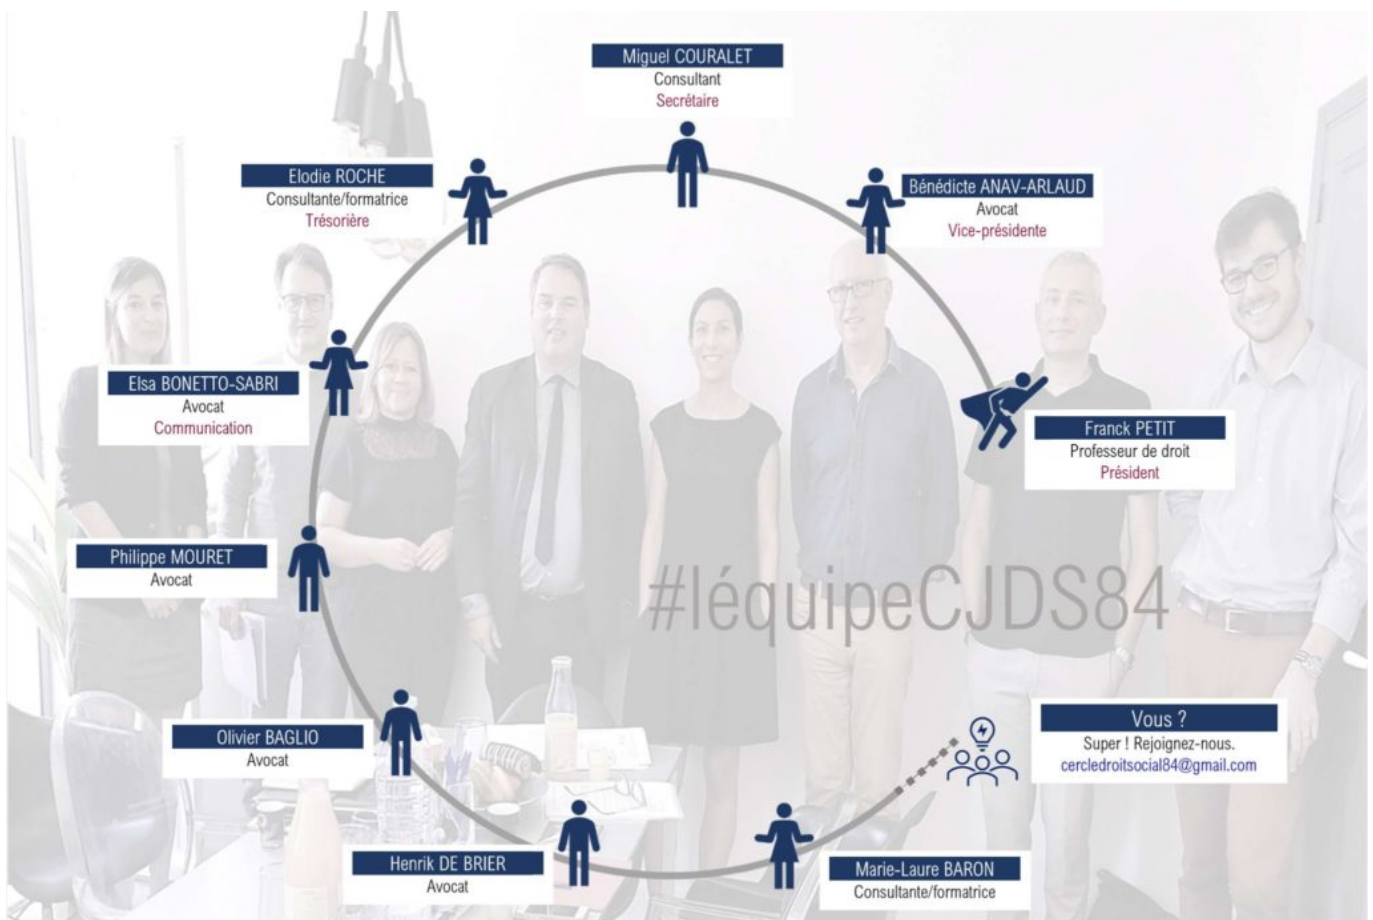 Miguel COURALET
Consultant
Secrétaire
Elodie ROCHE
Consultante/formatrice
Trésorière
Bénédicte ANAV-ARLAUD
Avocat
Vice-présidente
Elsa BONETTO-SABRI
Avocat
Communication
Franck PETIT
Professeur de droit
Président
Philippe MOURET
Avocat
#léquipeCJDS84
Olivier BAGLIO
Avocat
Vous ?
Super ! Rejoignez-nous.
cercledroitsocial84@gmail.com
Henrik DE BRIER
Avocat
Marie-Laure BARON
Consultante/formatrice